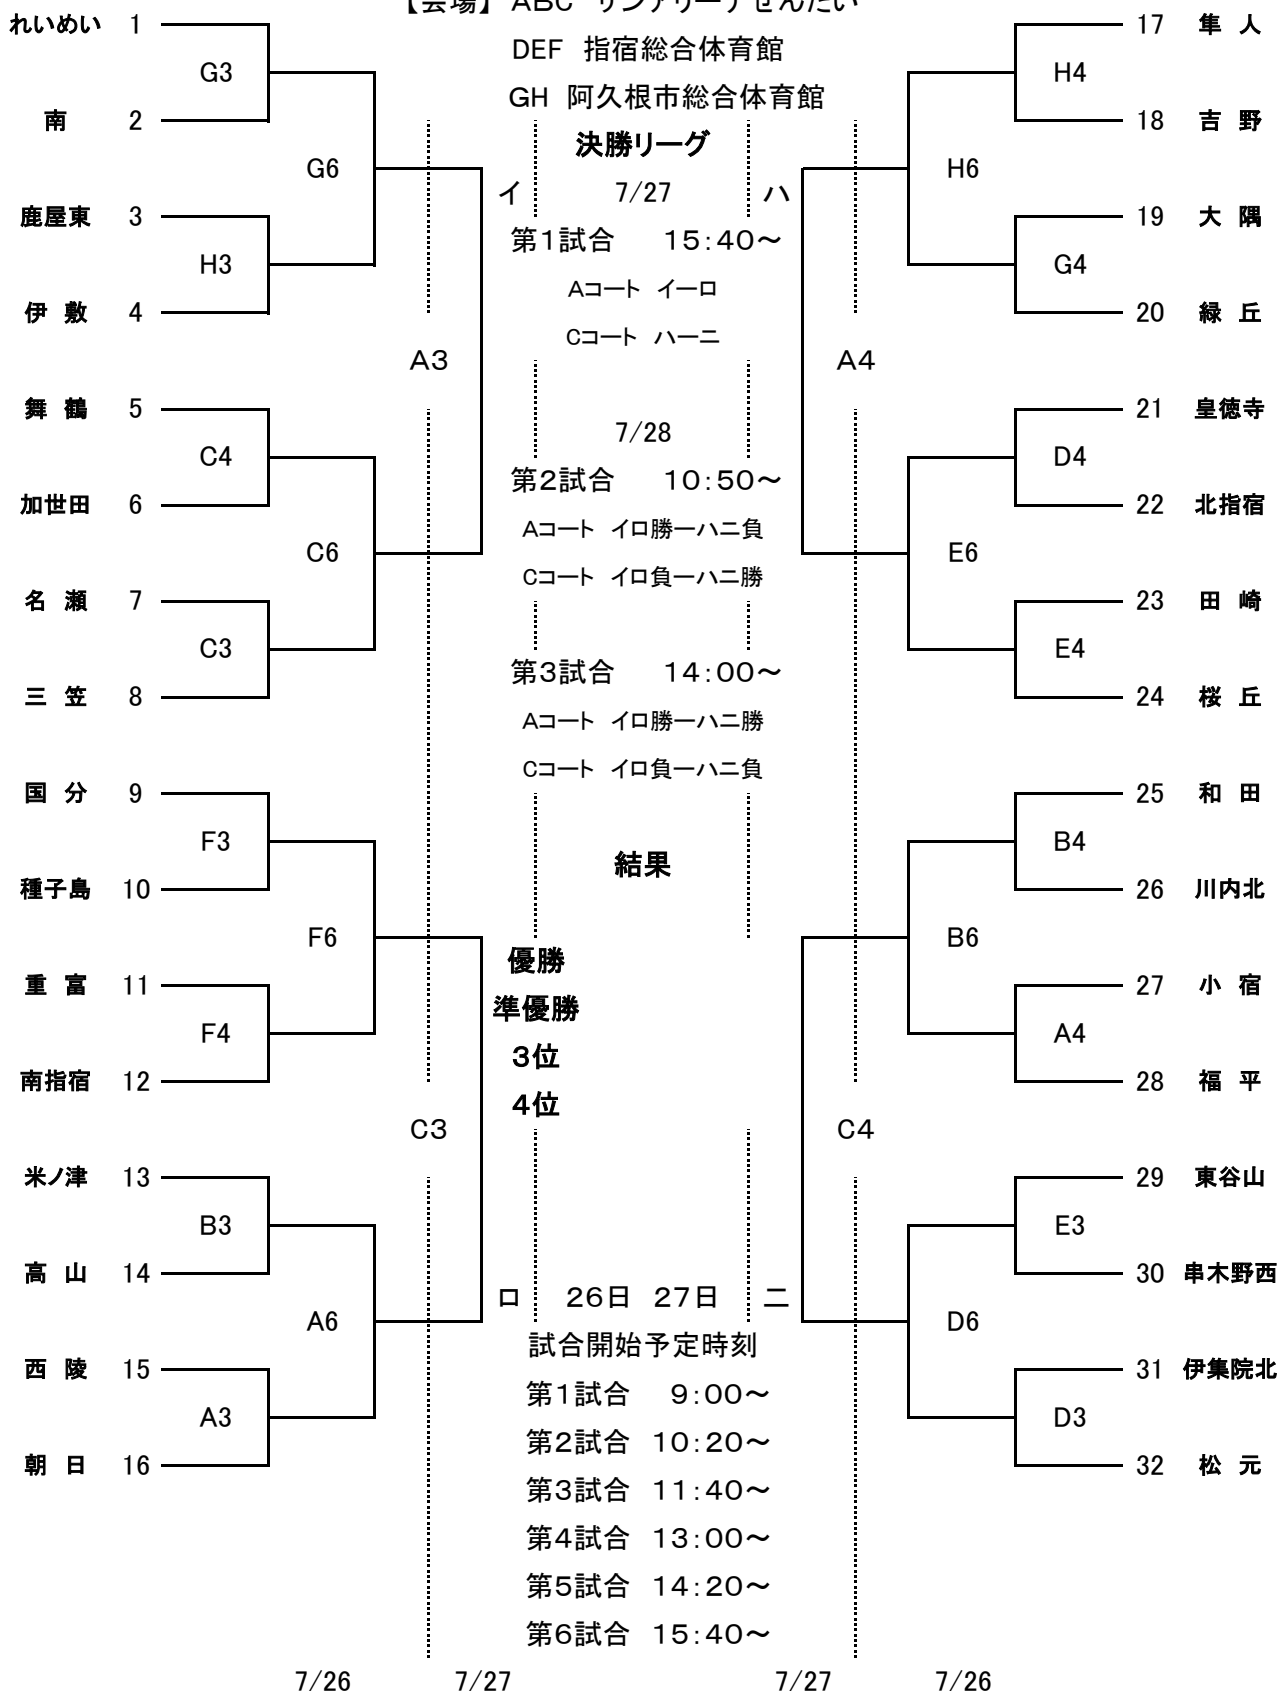 【会場】 ABC サンアリーナせんだい
DEF 指宿総合体育館
GH 阿久根市総合体育館
れいめい 1
南 2
鹿屋東 3
伊 敷 4
舞 鶴 5
加世田 6
名 瀬 7
三 笠 8
国 分 9
種子島 10
重 富 11
南指宿 12
米ノ津 13
高 山 14
西 陵 15
朝 日 16
G3
H3
C4
C3
F3
F4
B3
A3
G6
C6
F6
A6
A3
C3
イ
ロ
決勝リーグ
7/27
第1試合 15:40～
Aコート イーロ
Cコート ハーニ
7/28
第2試合 10:50～
Aコート イロ勝ーハニ負
Cコート イロ負ーハニ勝
第3試合 14:00～
Aコート イロ勝ーハニ勝
Cコート イロ負ーハニ負
結果
優勝
準優勝
3位
4位
26日 27日
試合開始予定時刻
第1試合 9:00～
第2試合 10:20～
第3試合 11:40～
第4試合 13:00～
第5試合 14:20～
第6試合 15:40～
ハ
ニ
A4
C4
H6
E6
B6
D6
H4
G4
D4
E4
B4
A4
E3
D3
17 隼 人
18 吉 野
19 大 隅
20 緑 丘
21 皇徳寺
22 北指宿
23 田 崎
24 桜 丘
25 和 田
26 川内北
27 小 宿
28 福 平
29 東谷山
30 串木野西
31 伊集院北
32 松 元
7/26 7/27 7/27 7/26